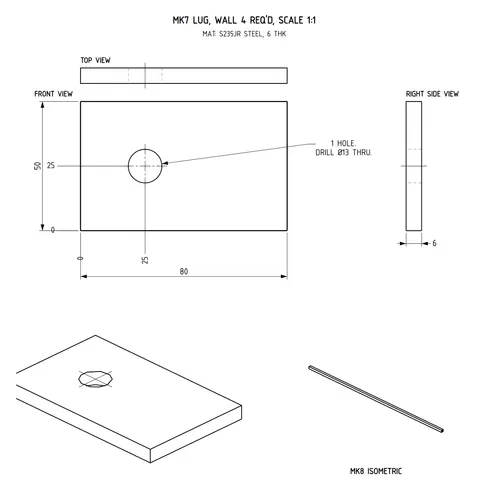 MK7 LUG, WALL 4 REQ'D, SCALE 1:1
MAT: S235JR STEEL, 6 THK
TOP VIEW
FRONT VIEW
RIGHT SIDE VIEW
1 HOLE.
DRILL Ø13 THRU.
50
25
0
6
0
25
80
MK8 ISOMETRIC